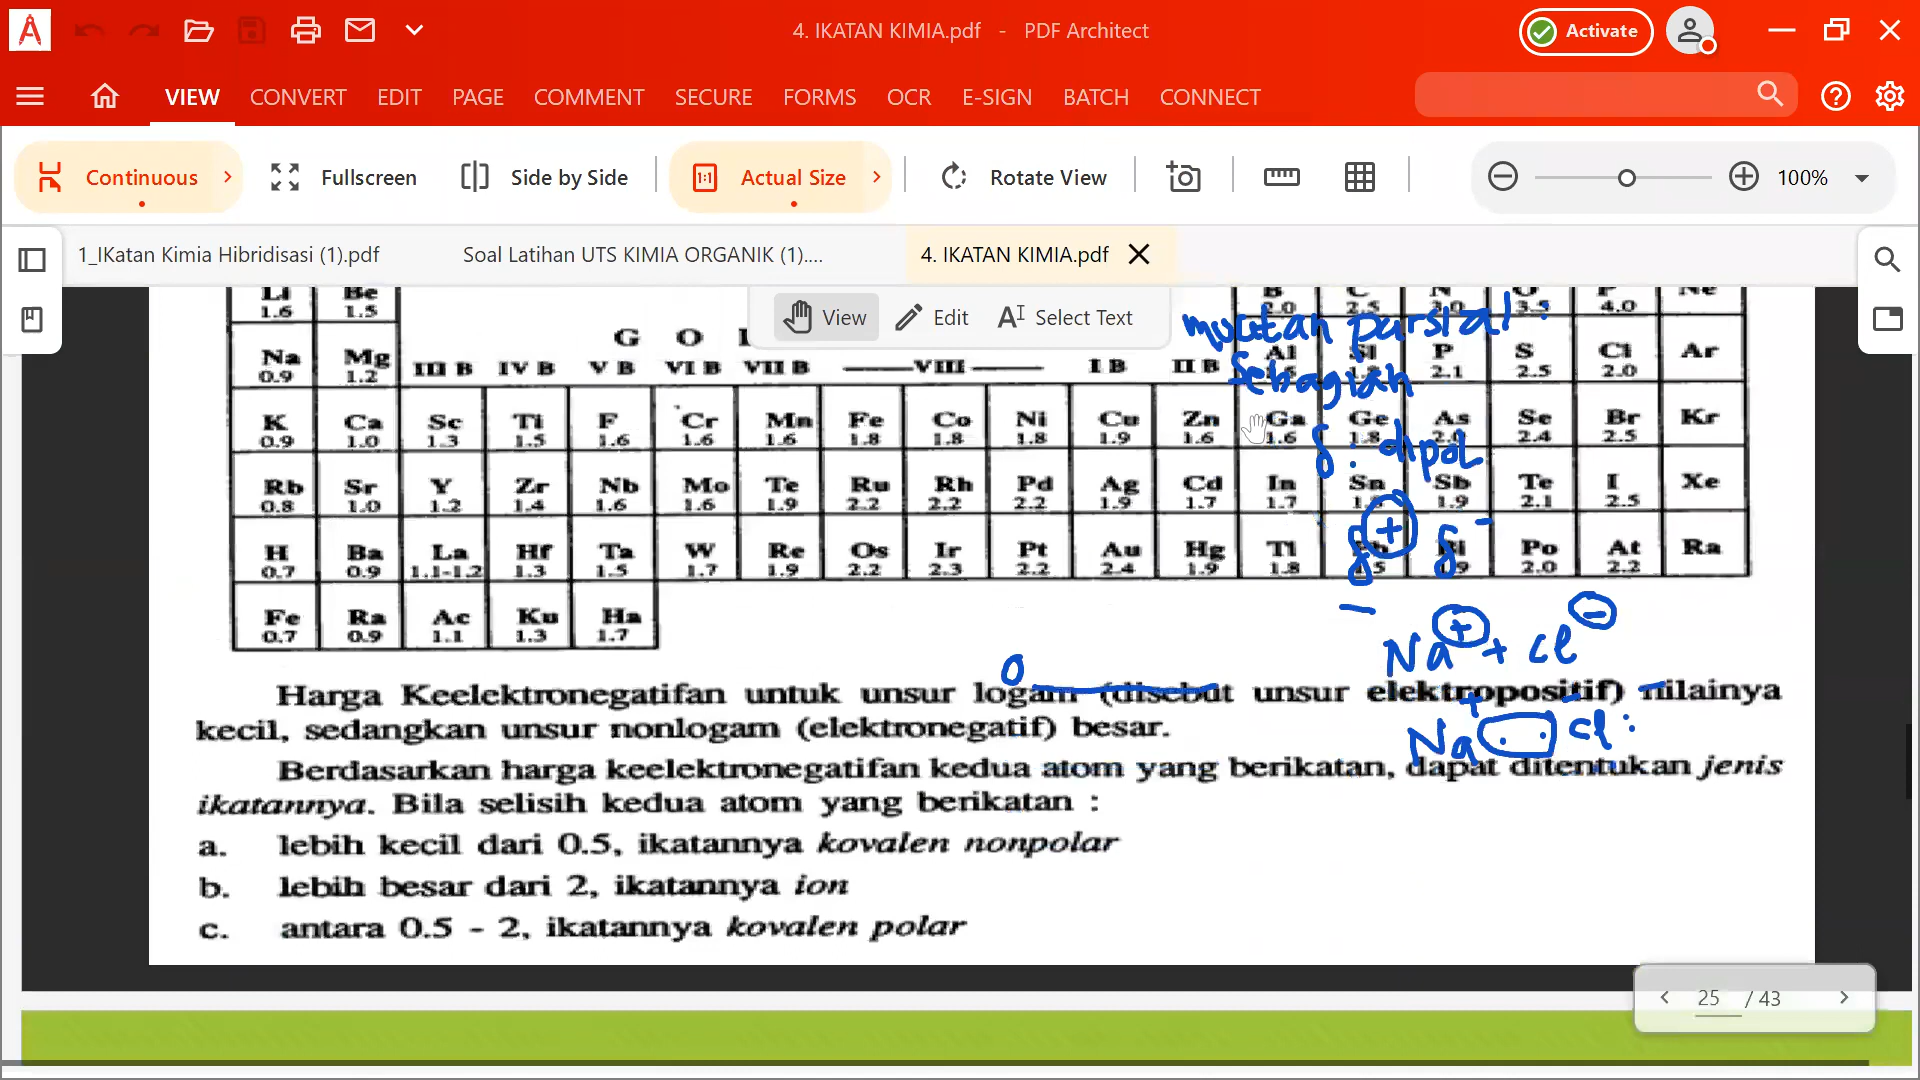 4. IKATAN KIMIA.pdf - PDF Architect
Activate
VIEW CONVERT EDIT PAGE COMMENT SECURE FORMS OCR E-SIGN BATCH CONNECT
Continuous Fullscreen Side by Side 1:1 Actual Size Rotate View 100%
1_IKatan Kimia Hibridisasi (1).pdf Soal Latihan UTS KIMIA ORGANIK (1).... 4. IKATAN KIMIA.pdf
View Edit Select Text
Li Be B C N O F Ne
1.6 1.5 2.0 2.5 3.0 3.5 4.0
muatan parsial :
G O L
Na Mg Al Si P S Cl Ar
0.9 1.2 2.1 2.5 2.0
III B IV B V B VI B VII B VIII I B II B
Sebagian
K Ca Sc Ti F Cr Mn Fe Co Ni Cu Zn Ga Ge As Se Br Kr
0.9 1.0 1.3 1.5 1.6 1.6 1.6 1.8 1.8 1.8 1.9 1.6 1.6 1.8 2.0 2.4 2.5
δ : dipol
Rb Sr Y Zr Nb Mo Te Ru Rh Pd Ag Cd In Sn Sb Te I Xe
0.8 1.0 1.2 1.4 1.6 1.6 1.9 2.2 2.2 2.2 1.9 1.7 1.7 1.9 2.1 2.5
δ+ δ-
H Ba La Hf Ta W Re Os Ir Pt Au Hg Tl Po At Ra
0.7 0.9 1.1-1.2 1.3 1.5 1.7 1.9 2.2 2.3 2.2 2.4 1.9 1.8 2.0 2.2
Fe Ra Ac Ku Ha
0.7 0.9 1.1 1.3 1.7
Na+ + Cl-
Harga Keelektronegatifan untuk unsur logam (disebut unsur elektropositif) nilainya
kecil, sedangkan unsur nonlogam (elektronegatif) besar.
Na+ Cl- :
Berdasarkan harga keelektronegatifan kedua atom yang berikatan, dapat ditentukan jenis
ikatannya. Bila selisih kedua atom yang berikatan :
a. lebih kecil dari 0.5, ikatannya kovalen nonpolar
b. lebih besar dari 2, ikatannya ion
c. antara 0.5 - 2, ikatannya kovalen polar
25 / 43